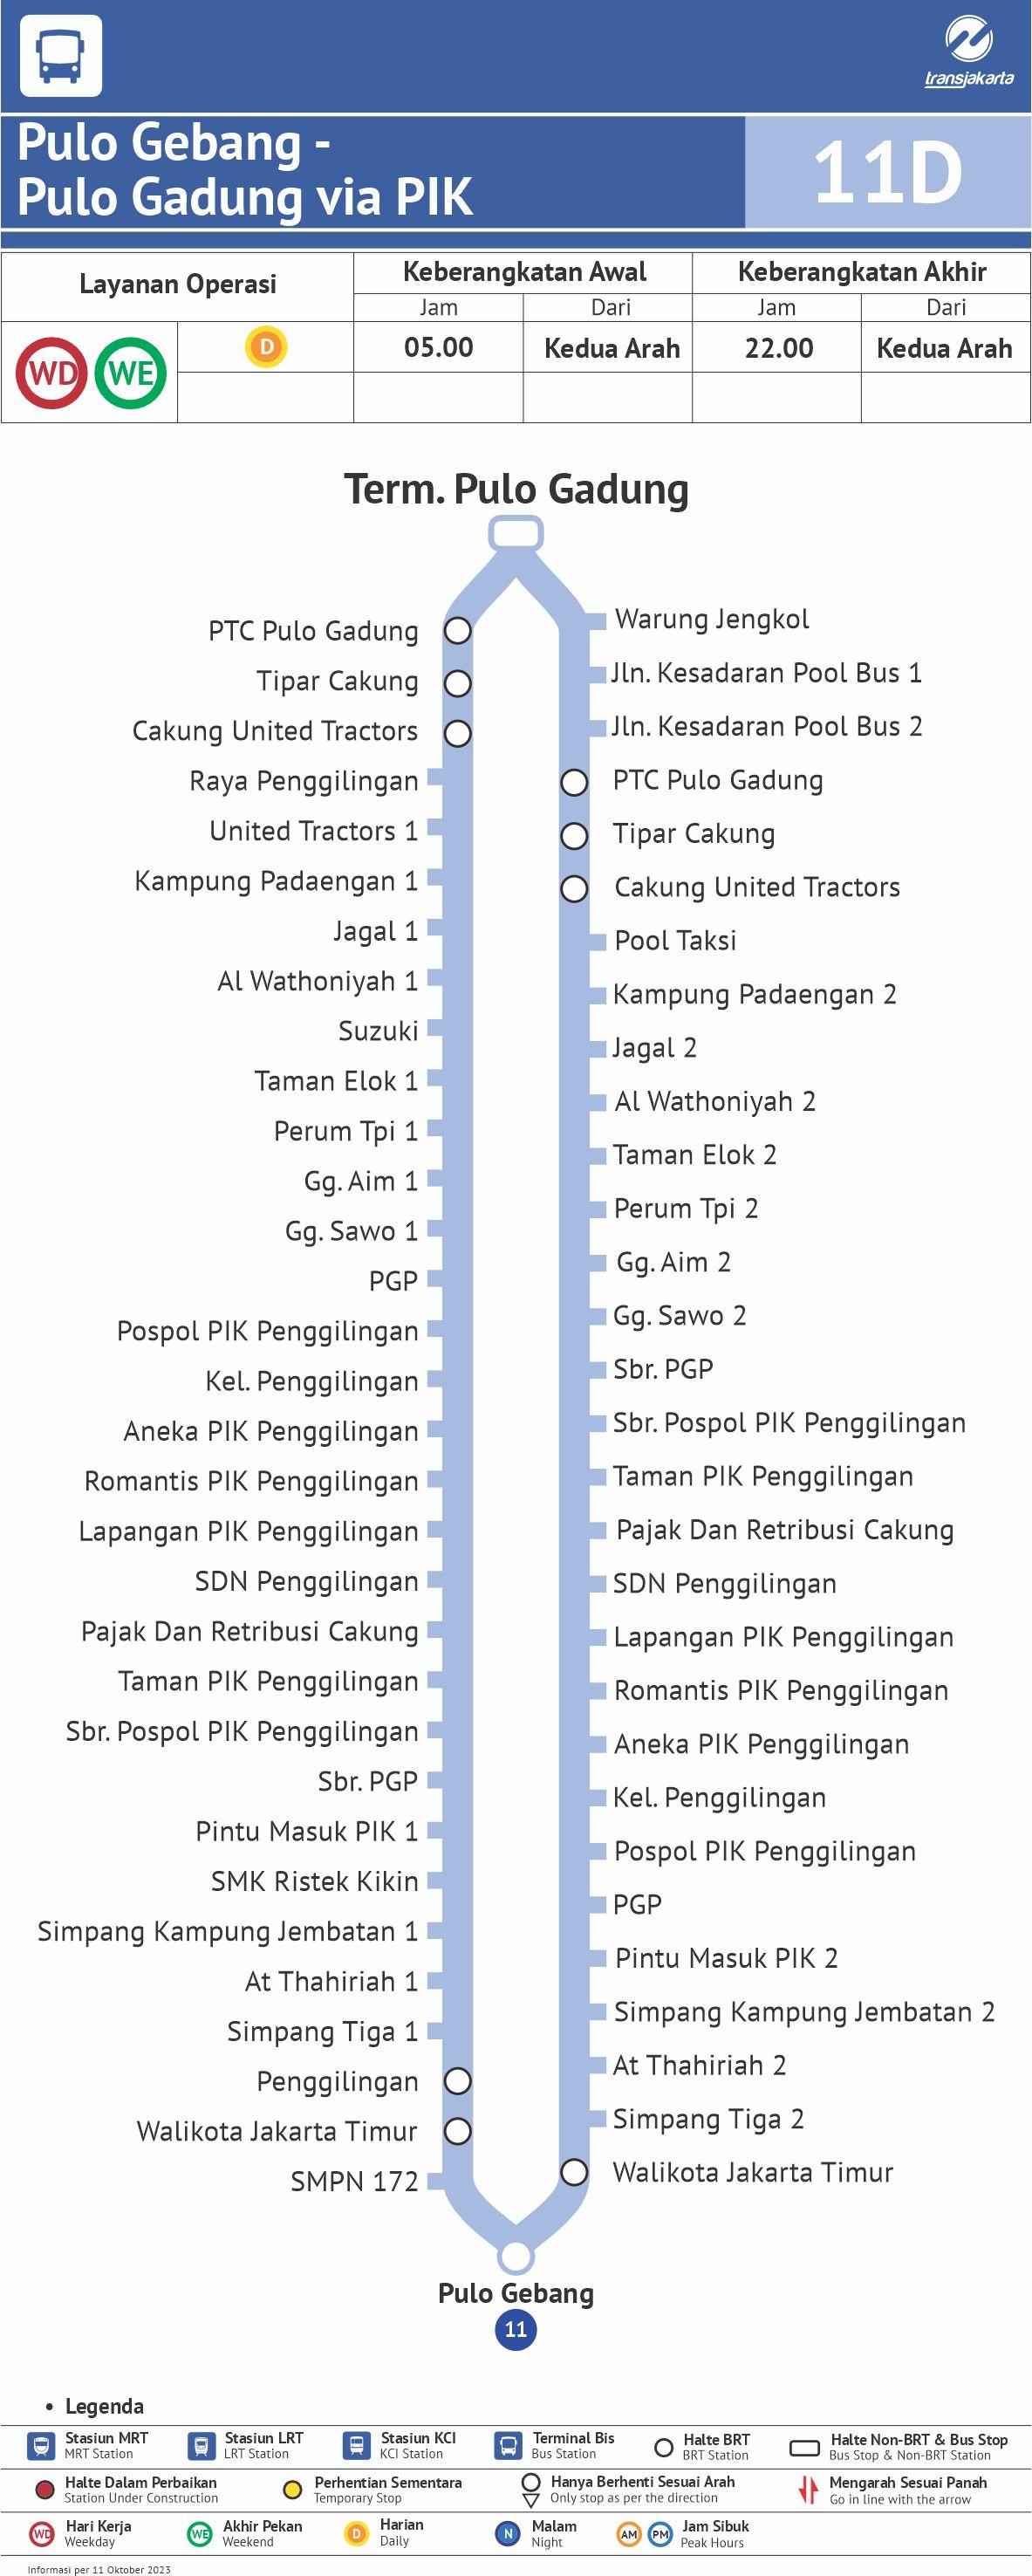 transjakarta
Pulo Gebang -
Pulo Gadung via PIK
11D
Layanan Operasi
Keberangkatan Awal
Keberangkatan Akhir
Jam
Dari
Jam
Dari
WD
WE
D
05.00
Kedua Arah
22.00
Kedua Arah
Term. Pulo Gadung
PTC Pulo Gadung
Tipar Cakung
Cakung United Tractors
Raya Penggilingan
United Tractors 1
Kampung Padaengan 1
Jagal 1
Al Wathoniyah 1
Suzuki
Taman Elok 1
Perum Tpi 1
Gg. Aim 1
Gg. Sawo 1
PGP
Pospol PIK Penggilingan
Kel. Penggilingan
Aneka PIK Penggilingan
Romantis PIK Penggilingan
Lapangan PIK Penggilingan
SDN Penggilingan
Pajak Dan Retribusi Cakung
Taman PIK Penggilingan
Sbr. Pospol PIK Penggilingan
Sbr. PGP
Pintu Masuk PIK 1
SMK Ristek Kikin
Simpang Kampung Jembatan 1
At Thahiriah 1
Simpang Tiga 1
Penggilingan
Walikota Jakarta Timur
SMPN 172
Warung Jengkol
Jln. Kesadaran Pool Bus 1
Jln. Kesadaran Pool Bus 2
PTC Pulo Gadung
Tipar Cakung
Cakung United Tractors
Pool Taksi
Kampung Padaengan 2
Jagal 2
Al Wathoniyah 2
Taman Elok 2
Perum Tpi 2
Gg. Aim 2
Gg. Sawo 2
Sbr. PGP
Sbr. Pospol PIK Penggilingan
Taman PIK Penggilingan
Pajak Dan Retribusi Cakung
SDN Penggilingan
Lapangan PIK Penggilingan
Romantis PIK Penggilingan
Aneka PIK Penggilingan
Kel. Penggilingan
Pospol PIK Penggilingan
PGP
Pintu Masuk PIK 2
Simpang Kampung Jembatan 2
At Thahiriah 2
Simpang Tiga 2
Walikota Jakarta Timur
Pulo Gebang
11
• Legenda
Stasiun MRT
MRT Station
Stasiun LRT
LRT Station
Stasiun KCI
KCI Station
Terminal Bis
Bus Station
Halte BRT
BRT Station
Halte Non-BRT & Bus Stop
Bus Stop & Non-BRT Station
Halte Dalam Perbaikan
Station Under Construction
Perhentian Sementara
Temporary Stop
Hanya Berhenti Sesuai Arah
Only stop as per the direction
Mengarah Sesuai Panah
Go in line with the arrow
WD
Hari Kerja
Weekday
WE
Akhir Pekan
Weekend
D
Harian
Daily
N
Malam
Night
AM
PM
Jam Sibuk
Peak Hours
Informasi per 11 Oktober 2023